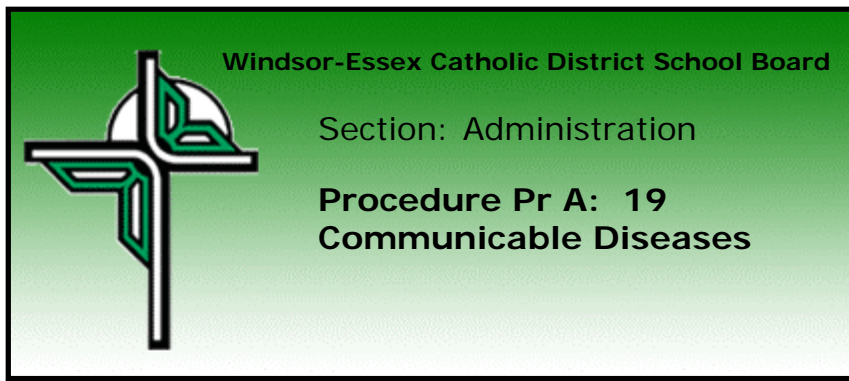 Windsor-Essex Catholic District School Board
Section: Administration
Procedure Pr A: 19
Communicable Diseases